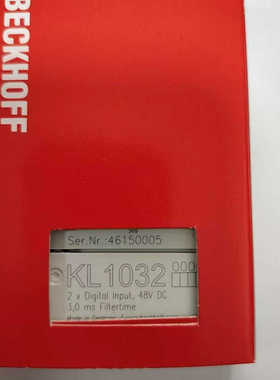 BECKHOFF
Ser.Nr.:46150005
KL1032
2 x Digital Input, 48V DC
3,0 ms Filtertime